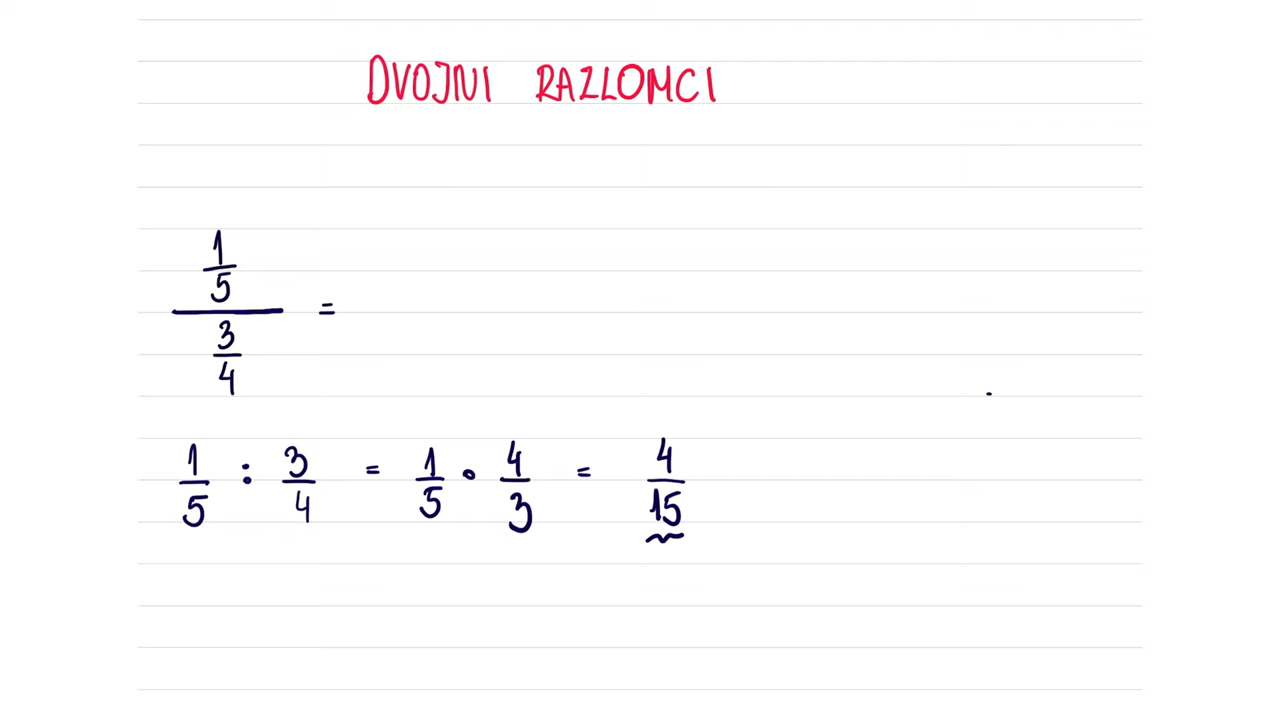 DVOJNI RAZLOMCI
1
5
=
3
4
1/5 : 3/4 = 1/5 · 4/3 = 4/15